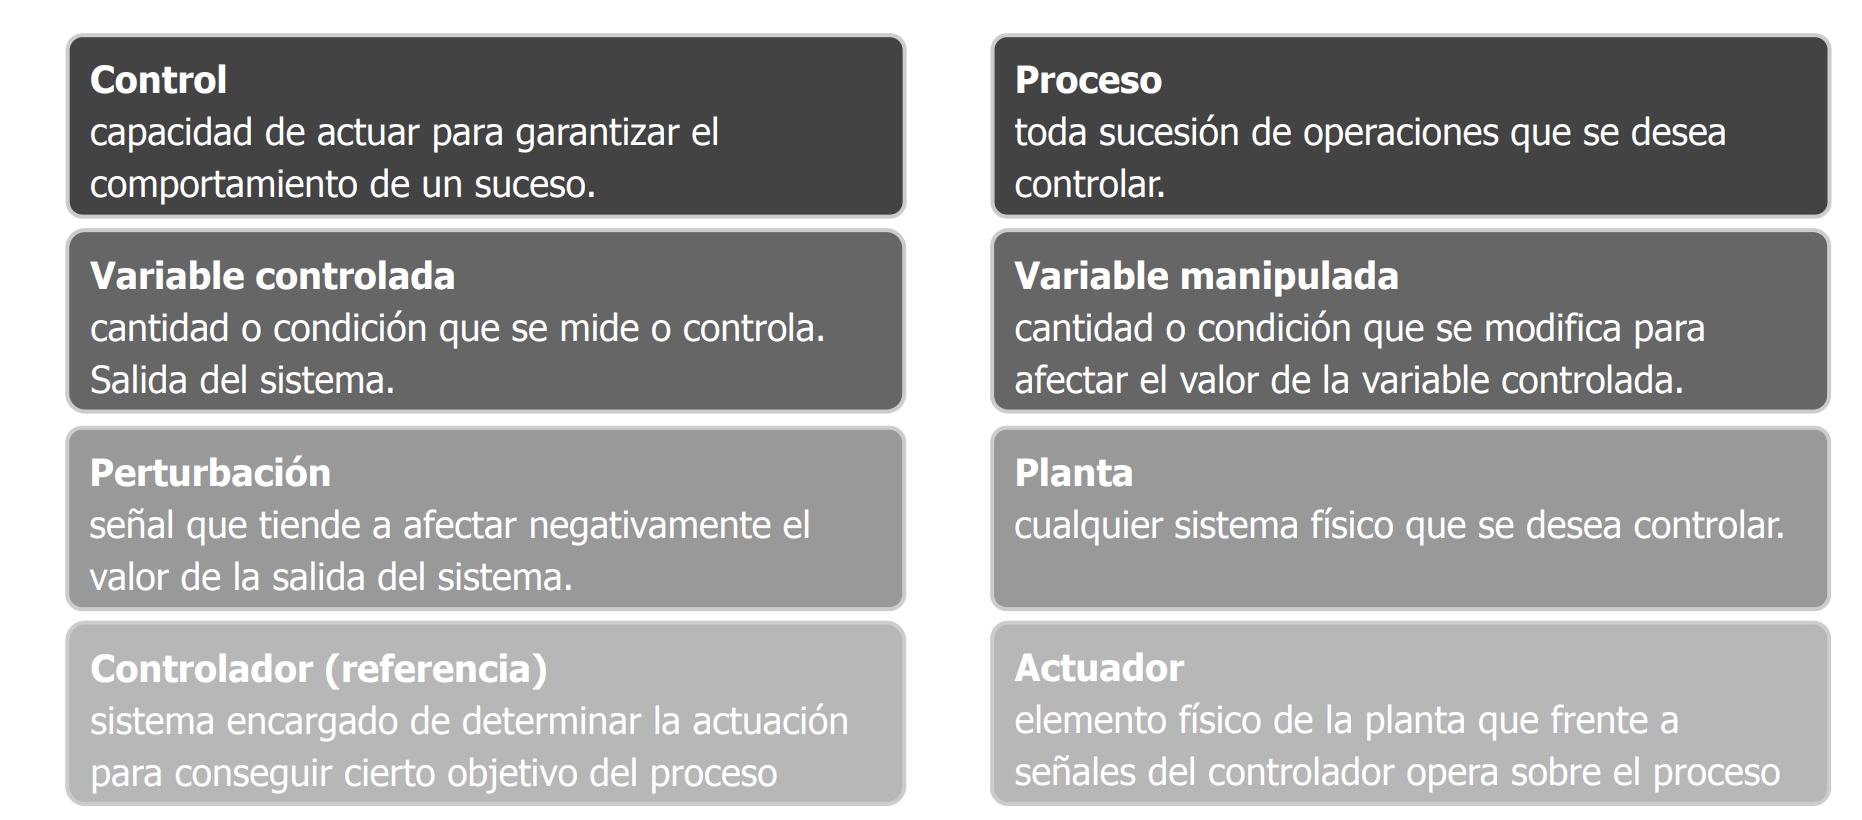 Control
capacidad de actuar para garantizar el
comportamiento de un suceso.
Proceso
toda sucesión de operaciones que se desea
controlar.
Variable controlada
cantidad o condición que se mide o controla.
Salida del sistema.
Variable manipulada
cantidad o condición que se modifica para
afectar el valor de la variable controlada.
Perturbación
señal que tiende a afectar negativamente el
valor de la salida del sistema.
Planta
cualquier sistema físico que se desea controlar.
Controlador (referencia)
sistema encargado de determinar la actuación
para conseguir cierto objetivo del proceso
Actuador
elemento físico de la planta que frente a
señales del controlador opera sobre el proceso